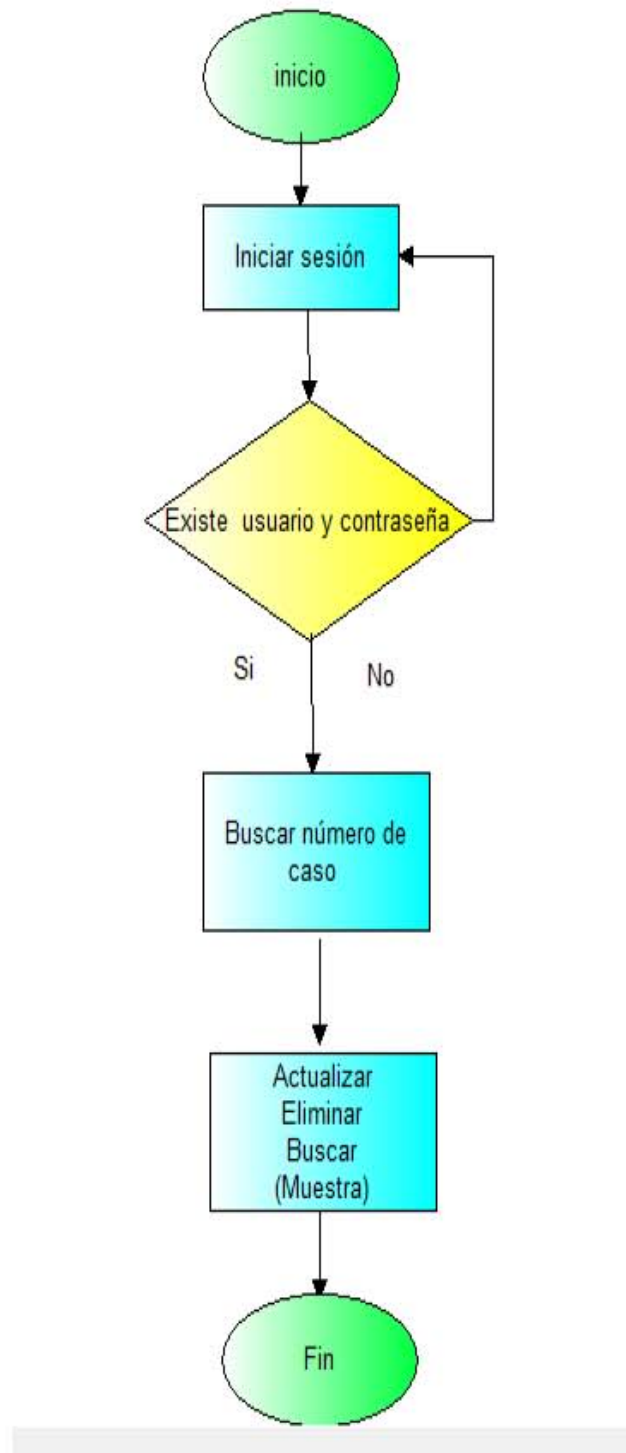 inicio
Iniciar sesión
Existe usuario y contraseña
Si
No
Buscar número de
caso
Actualizar
Eliminar
Buscar
(Muestra)
Fin